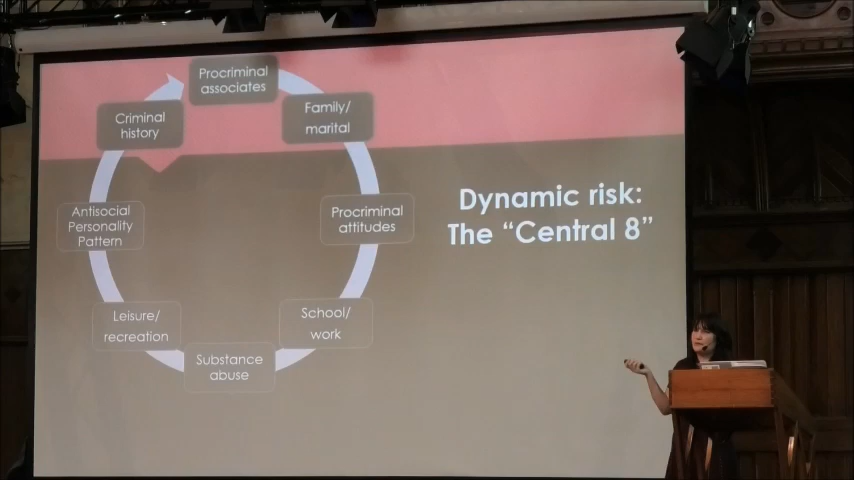 Procriminal
associates
Family/
marital
Procriminal
attitudes
School/
work
Substance
abuse
Leisure/
recreation
Antisocial
Personality
Pattern
Criminal
history
Dynamic risk:
The “Central 8”